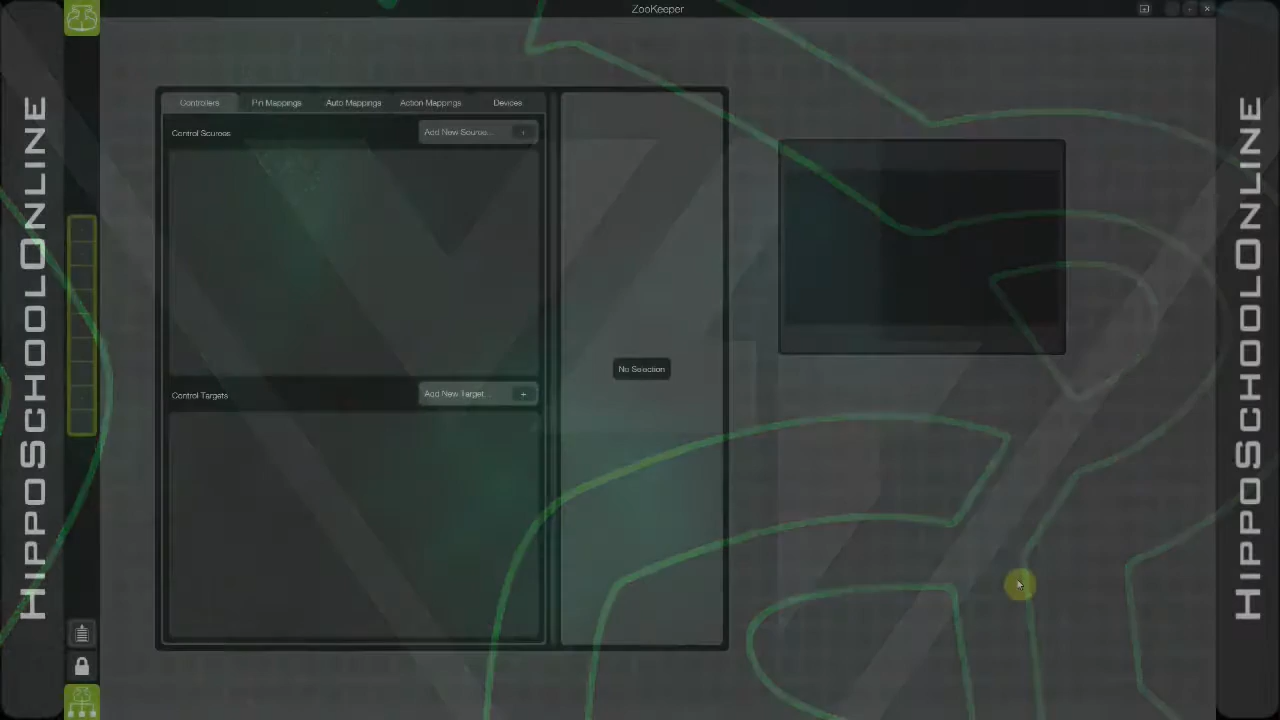 ZooKeeper
HIPPOSCHOOLONLINE
Controllers
Pin Mappings
Auto Mappings
Action Mappings
Devices
Control Sources
Add New Source... +
No Selection
Control Targets
Add New Target... +
HIPPOSCHOOLONLINE